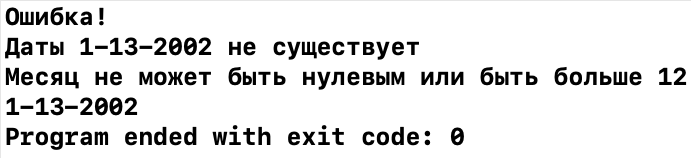 Ошибка!
Даты 1-13-2002 не существует
Месяц не может быть нулевым или быть больше 12
1-13-2002
Program ended with exit code: 0